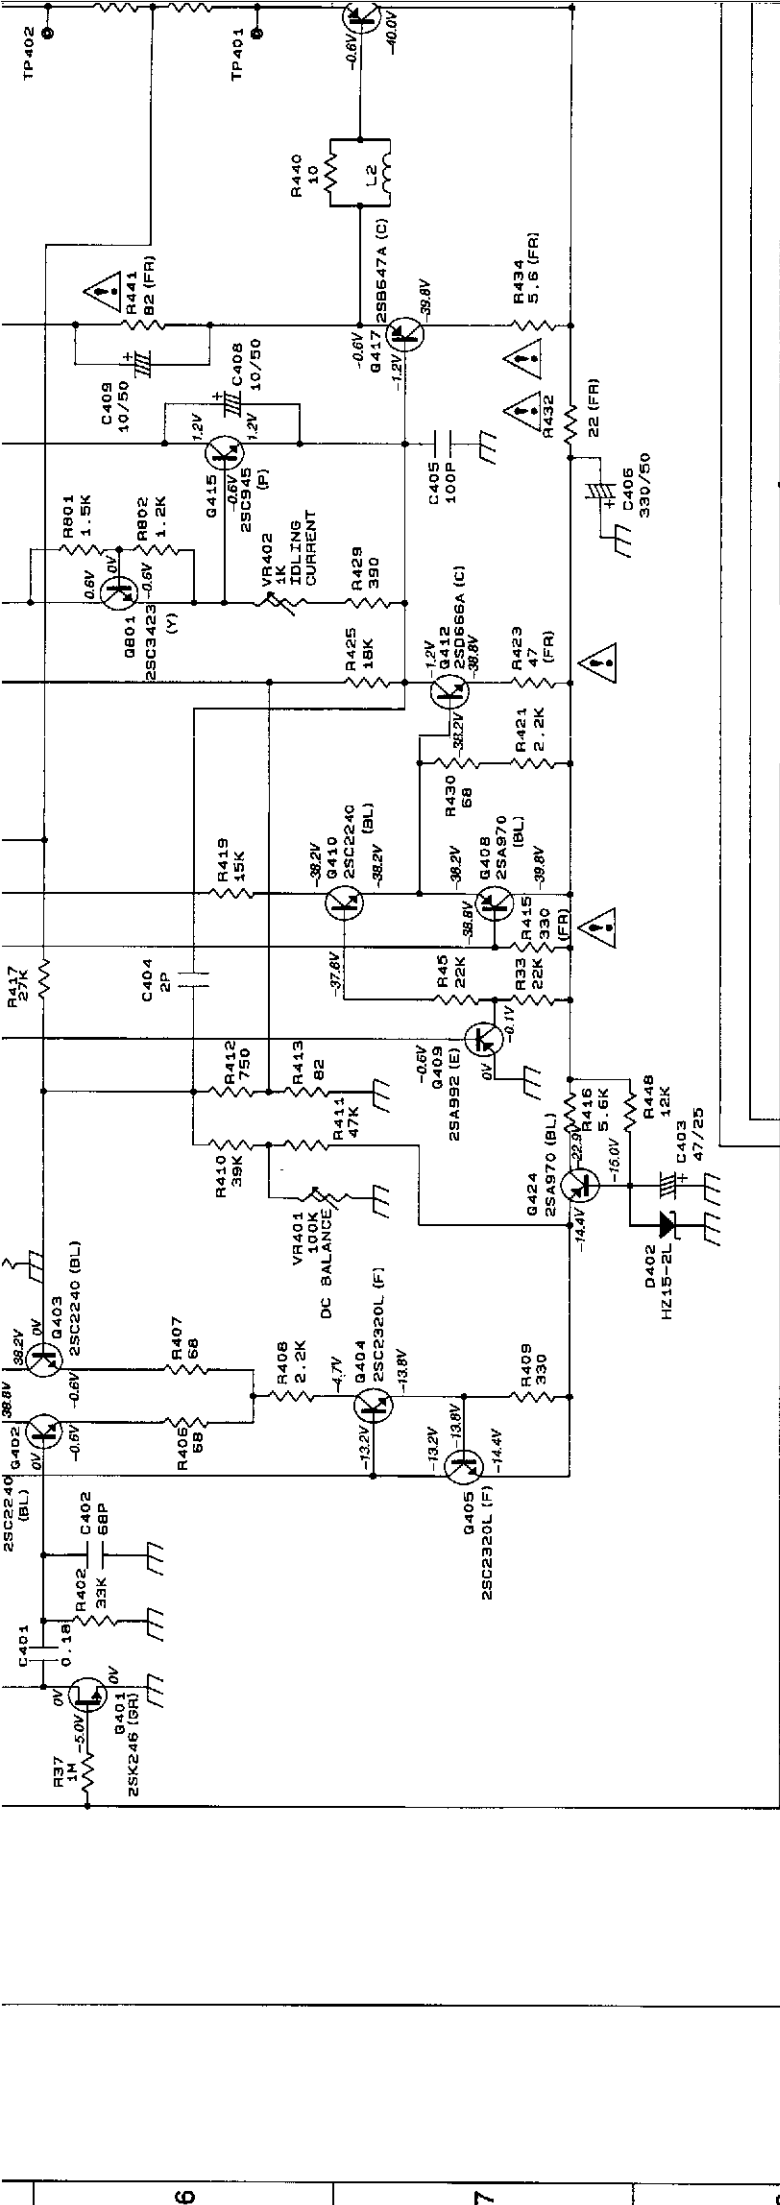 TP402
TP401
-0.6V
-40.0V
R440
10
L2
R441
82 (FR)
C409
10/50
C408
10/50
-0.6V
Q417
2SB647A (C)
-1.2V
-39.8V
R434
5.6 (FR)
R432
22 (FR)
C406
330/50
1.2V
1.2V
Q415
-0.6V
2SC945
(P)
C405
100P
R801
1.5K
R802
1.2K
0.6V
0V
-0.6V
Q801
2SC3423
(Y)
VR402
1K
IDLING
CURRENT
R429
390
R425
18K
-1.2V
Q412
2SD666A (C)
-38.8V
-38.2V
R423
47
(FR)
R421
2.2K
R430
68
R419
15K
-38.2V
Q410
2SC2240
(BL)
-38.2V
-37.6V
-38.2V
Q408
2SA970
(BL)
-38.8V
-39.8V
R415
330
(FR)
R417
27K
C404
2P
R45
22K
R33
22K
-0.1V
-0.6V
0V
Q409
2SA992 (E)
R412
750
R413
82
R411
47K
R410
39K
VR401
100K
DC BALANCE
R416
5.6K
R448
12K
C403
47/25
-22.9V
-15.0V
Q424
2SA970 (BL)
-14.4V
D402
HZ15-2L
38.2V
0V
Q403
2SC2240 (BL)
-0.6V
38.8V
Q402
0V
-0.6V
2SC2240
(BL)
R407
68
R406
68
R408
2.2K
-4.7V
Q404
2SC2320L (F)
-13.8V
-13.2V
R409
330
-13.2V
-13.8V
-14.4V
Q405
2SC2320L (F)
C402
68P
R402
33K
C401
0.18
0V
0V
-5.0V
Q401
2SK246 (GR)
R37
1M
6
7